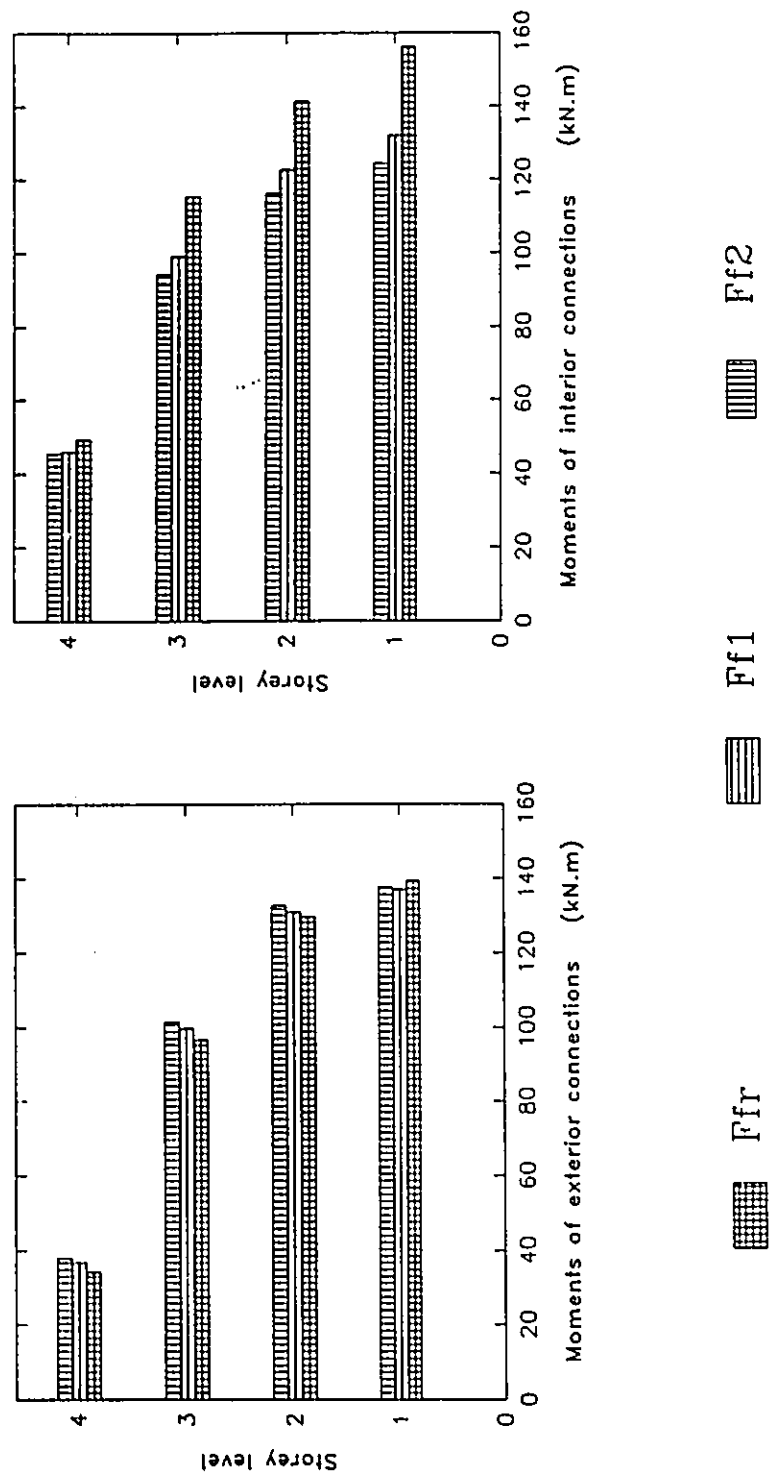 Storey level
4
3
2
1
0
0 20 40 60 80 100 120 140 160
Moments of exterior connections (kN.m)
Storey level
4
3
2
1
0
0 20 40 60 80 100 120 140 160
Moments of interior connections (kN.m)
Ffr
Ff1
Ff2